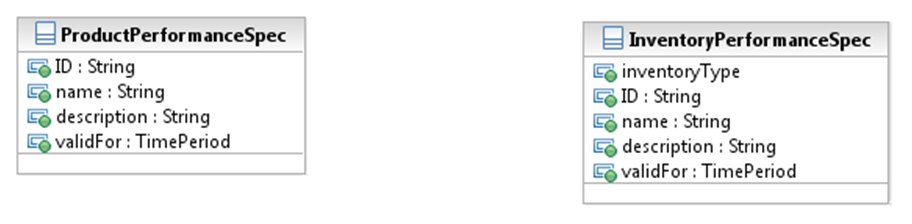 ProductPerformanceSpec
ID : String
name : String
description : String
validFor : TimePeriod
InventoryPerformanceSpec
inventoryType
ID : String
name : String
description : String
validFor : TimePeriod